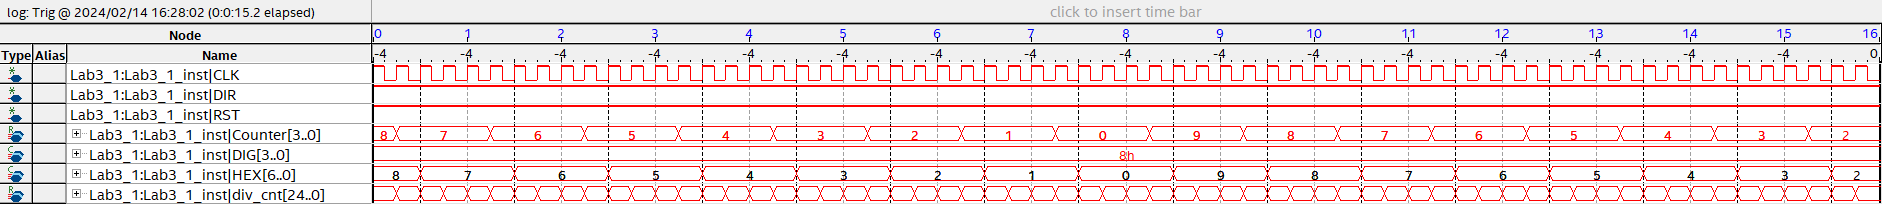 log: Trig @ 2024/02/14 16:28:02 (0:0:15.2 elapsed) click to insert time bar
Node 0 1 2 3 4 5 6 7 8 9 10 11 12 13 14 15 16
Type Alias Name -4 -4 -4 -4 -4 -4 -4 -4 -4 -4 -4 -4 -4 -4 -4 -4 0
Lab3_1:Lab3_1_inst|CLK
Lab3_1:Lab3_1_inst|DIR
Lab3_1:Lab3_1_inst|RST
Lab3_1:Lab3_1_inst|Counter[3..0] 8 7 6 5 4 3 2 1 0 9 8 7 6 5 4 3 2
Lab3_1:Lab3_1_inst|DIG[3..0] 8h
Lab3_1:Lab3_1_inst|HEX[6..0] 8 7 6 5 4 3 2 1 0 9 8 7 6 5 4 3 2
Lab3_1:Lab3_1_inst|div_cnt[24..0]